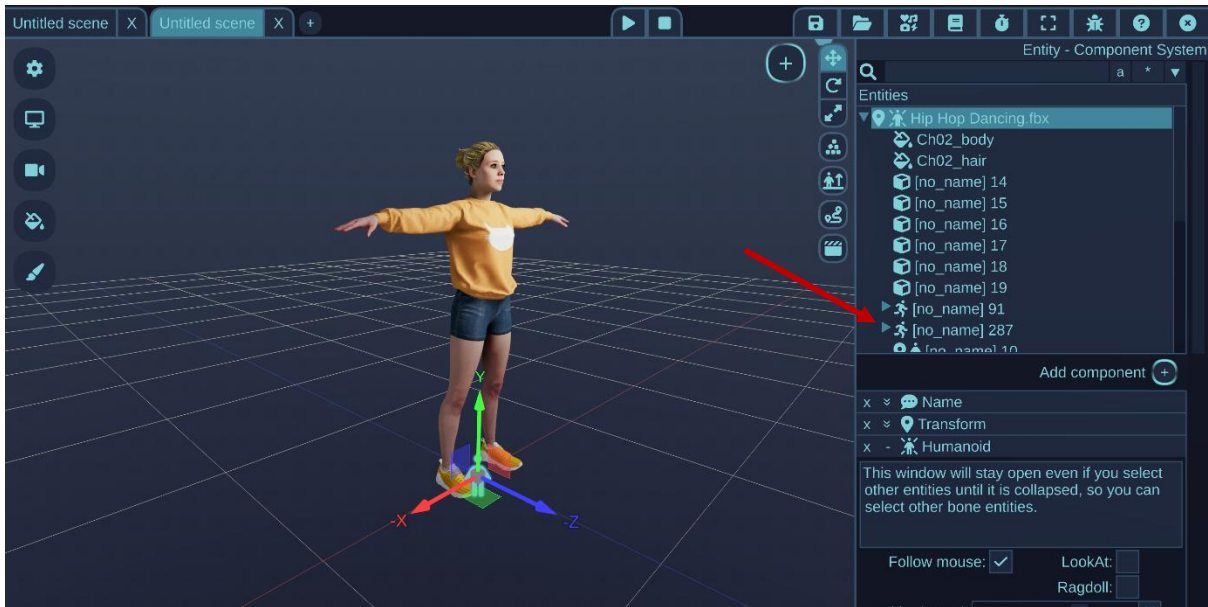 Untitled scene X Untitled scene X +
Entity - Component System
a *
Entities
Hip Hop Dancing.fbx
Ch02_body
Ch02_hair
[no_name] 14
[no_name] 15
[no_name] 16
[no_name] 17
[no_name] 18
[no_name] 19
[no_name] 91
[no_name] 287
[no_name] 10
Add component +
x Name
x Transform
x - Humanoid
This window will stay open even if you select
other entities until it is collapsed, so you can
select other bone entities.
Follow mouse: LookAt:
Ragdoll:
Y
-X
-Z